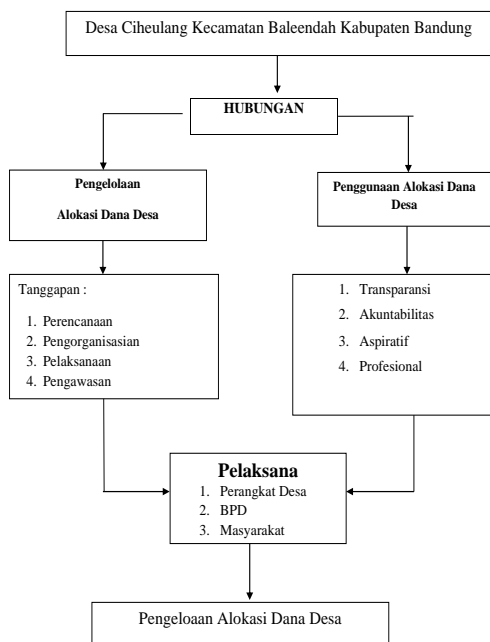 Desa Ciheulang Kecamatan Baleendah Kabupaten Bandung
HUBUNGAN
Pengelolaan
Alokasi Dana Desa
Penggunaan Alokasi Dana
Desa
Tanggapan :
1. Perencanaan
2. Pengorganisasian
3. Pelaksanaan
4. Pengawasan
1. Transparansi
2. Akuntabilitas
3. Aspiratif
4. Profesional
Pelaksana
1. Perangkat Desa
2. BPD
3. Masyarakat
Pengeloaan Alokasi Dana Desa